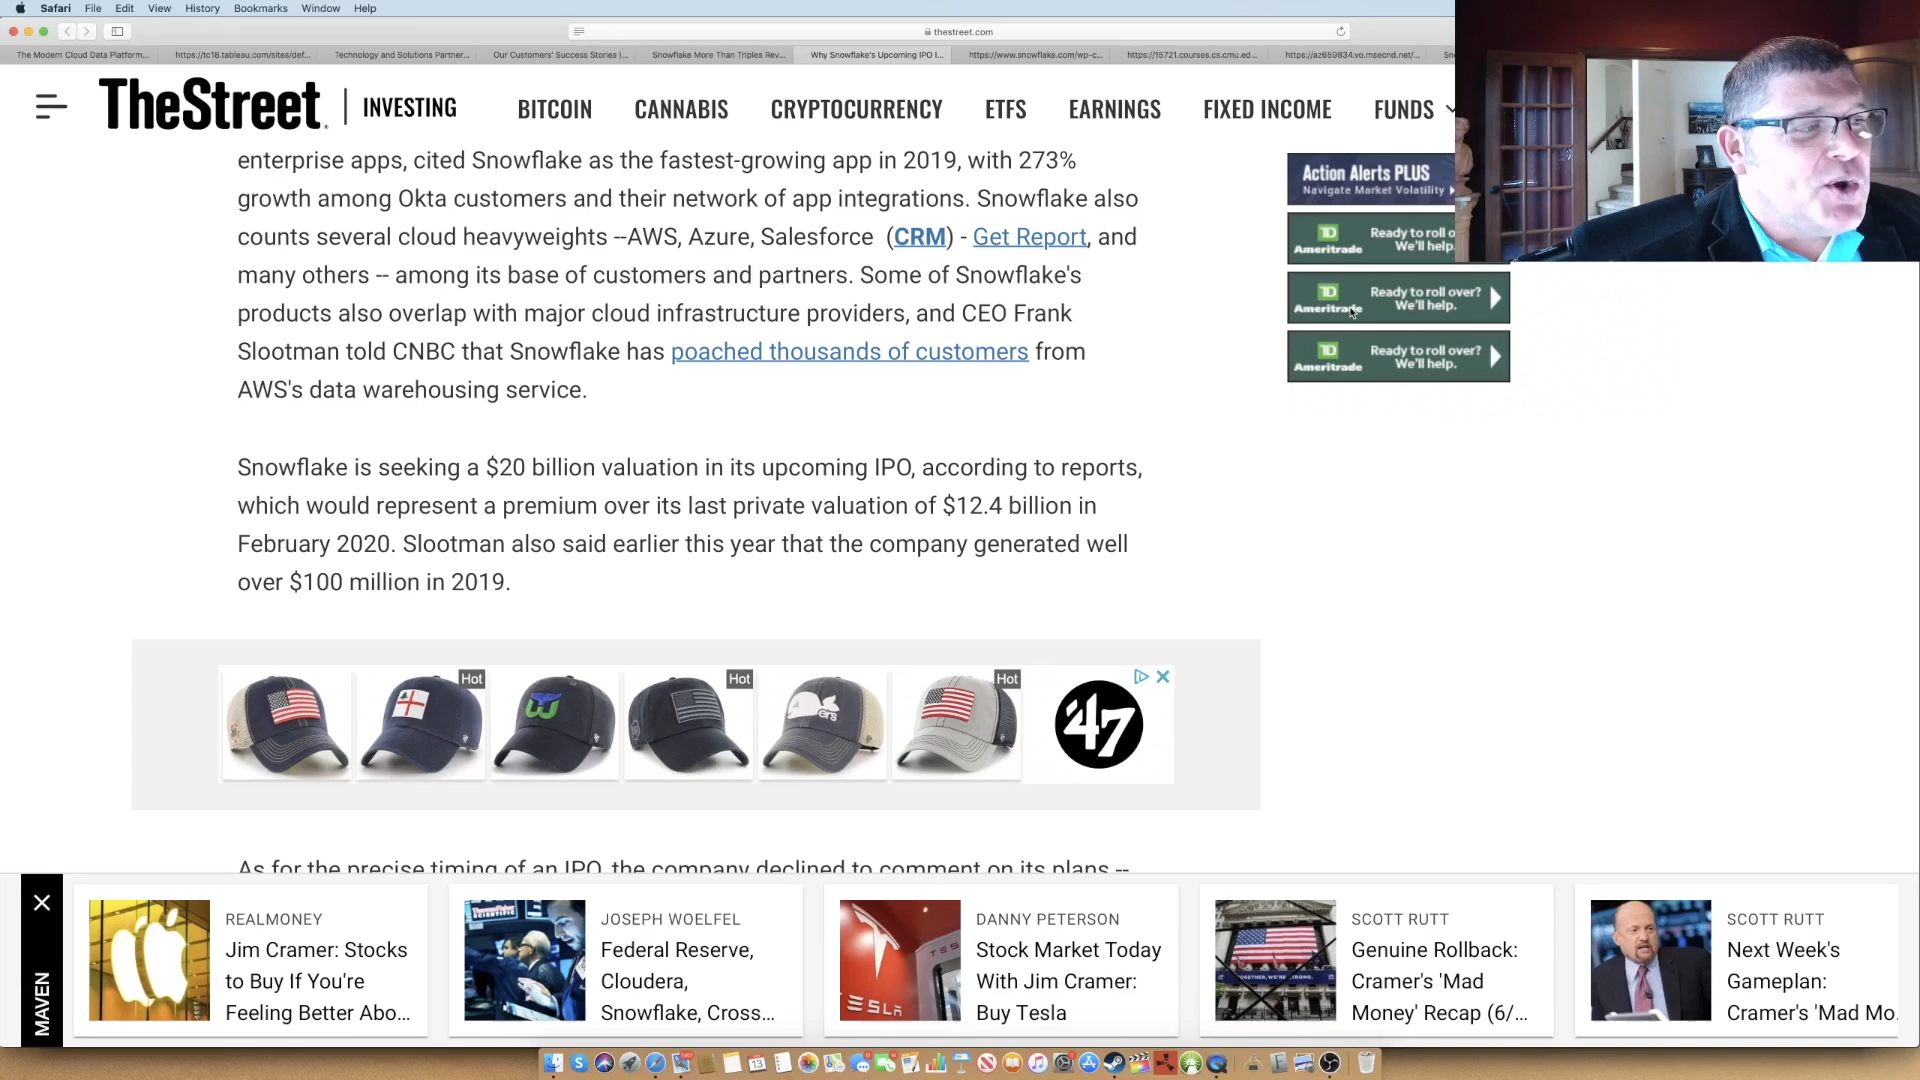 Safari File Edit View History Bookmarks Window Help
thestreet.com
The Modern Cloud Data Platform... https://tc18.tableau.com/sites/def... Technology and Solutions Partner... Our Customers' Success Stories |... Snowflake More Than Triples Rev... Why Snowflake's Upcoming IPO I... https://www.snowflake.com/wp-c... https://15721.courses.cs.cmu.ed... https://az659834.vo.msecnd.net/...
TheStreet INVESTING BITCOIN CANNABIS CRYPTOCURRENCY ETFS EARNINGS FIXED INCOME FUNDS
enterprise apps, cited Snowflake as the fastest-growing app in 2019, with 273%
growth among Okta customers and their network of app integrations. Snowflake also
counts several cloud heavyweights --AWS, Azure, Salesforce (CRM) - Get Report, and
many others -- among its base of customers and partners. Some of Snowflake's
products also overlap with major cloud infrastructure providers, and CEO Frank
Slootman told CNBC that Snowflake has poached thousands of customers from
AWS's data warehousing service.
Snowflake is seeking a $20 billion valuation in its upcoming IPO, according to reports,
which would represent a premium over its last private valuation of $12.4 billion in
February 2020. Slootman also said earlier this year that the company generated well
over $100 million in 2019.
Action Alerts PLUS
Navigate Market Volatility
TD Ameritrade
Ready to roll o
We'll help.
TD Ameritrade
Ready to roll over?
We'll help.
TD Ameritrade
Ready to roll over?
We'll help.
Hot
Hot
Hot
'47
As for the precise timing of an IPO, the company declined to comment on its plans --
MAVEN
REALMONEY
Jim Cramer: Stocks
to Buy If You're
Feeling Better Abo...
JOSEPH WOELFEL
Federal Reserve,
Cloudera,
Snowflake, Cross...
DANNY PETERSON
Stock Market Today
With Jim Cramer:
Buy Tesla
SCOTT RUTT
Genuine Rollback:
Cramer's 'Mad
Money' Recap (6/...
SCOTT RUTT
Next Week's
Gameplan:
Cramer's 'Mad Mo